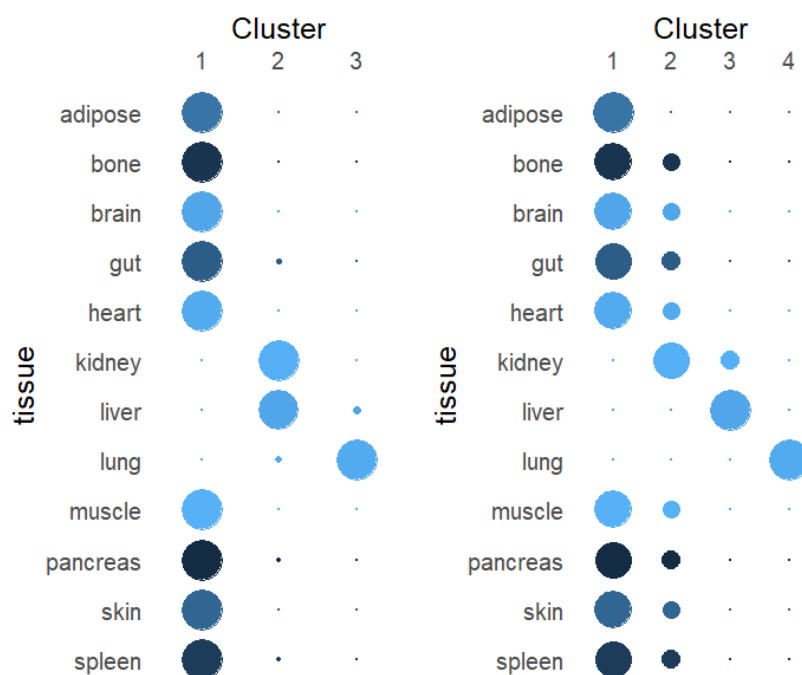 Cluster
1 2 3
adipose
bone
brain
gut
heart
kidney
liver
lung
muscle
pancreas
skin
spleen
tissue
Cluster
1 2 3 4
adipose
bone
brain
gut
heart
kidney
liver
lung
muscle
pancreas
skin
spleen
tissue